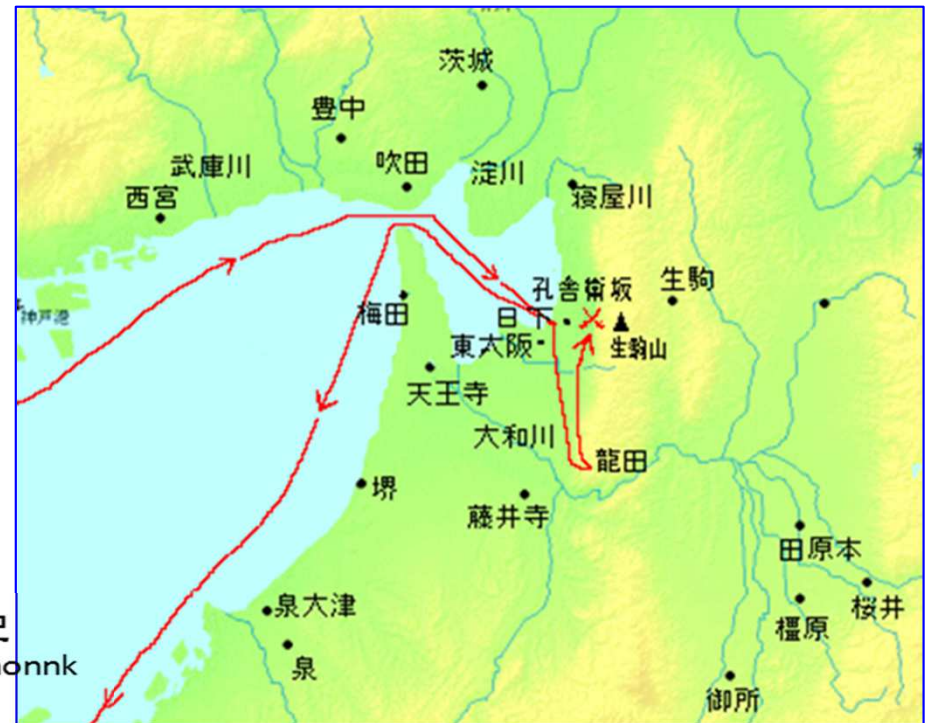 茨城
豊中
吹田
淀川
武庫川
西宮
寝屋川
生駒
孔舎衛坂
日下
生駒山
神戸港
梅田
東大阪
天王寺
大和川
龍田
堺
藤井寺
田原本
桜井
橿原
泉大津
泉
御所
onnk